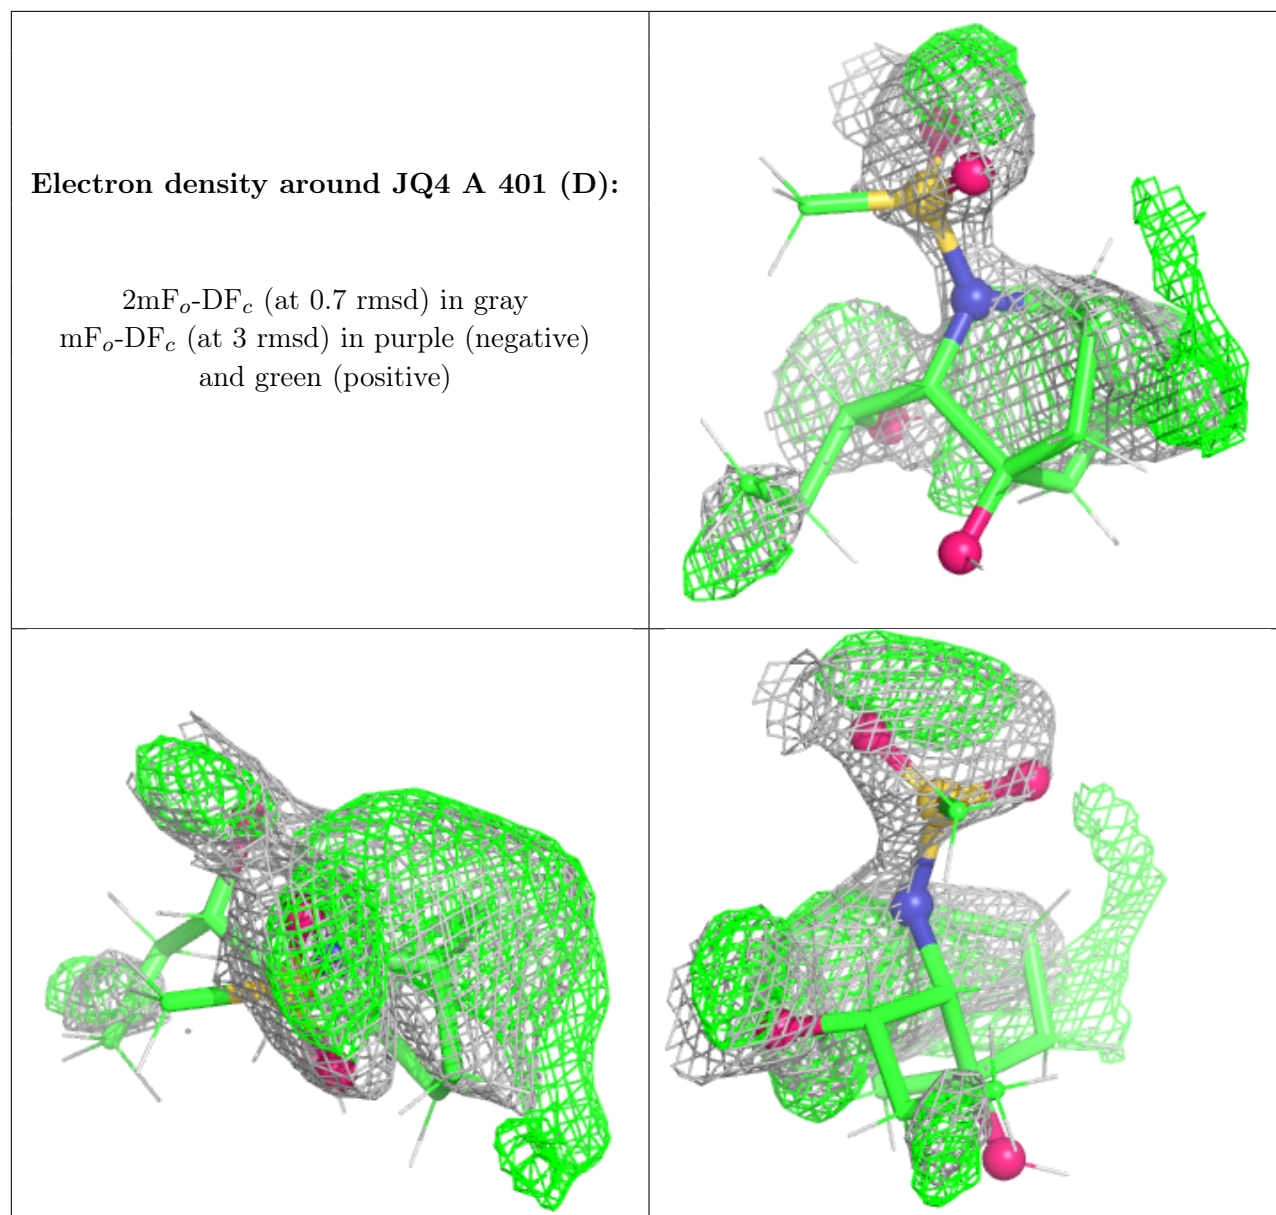 Electron density around JQ4 A 401 (D):
2mFo-DFc (at 0.7 rmsd) in gray
mFo-DFc (at 3 rmsd) in purple (negative)
and green (positive)